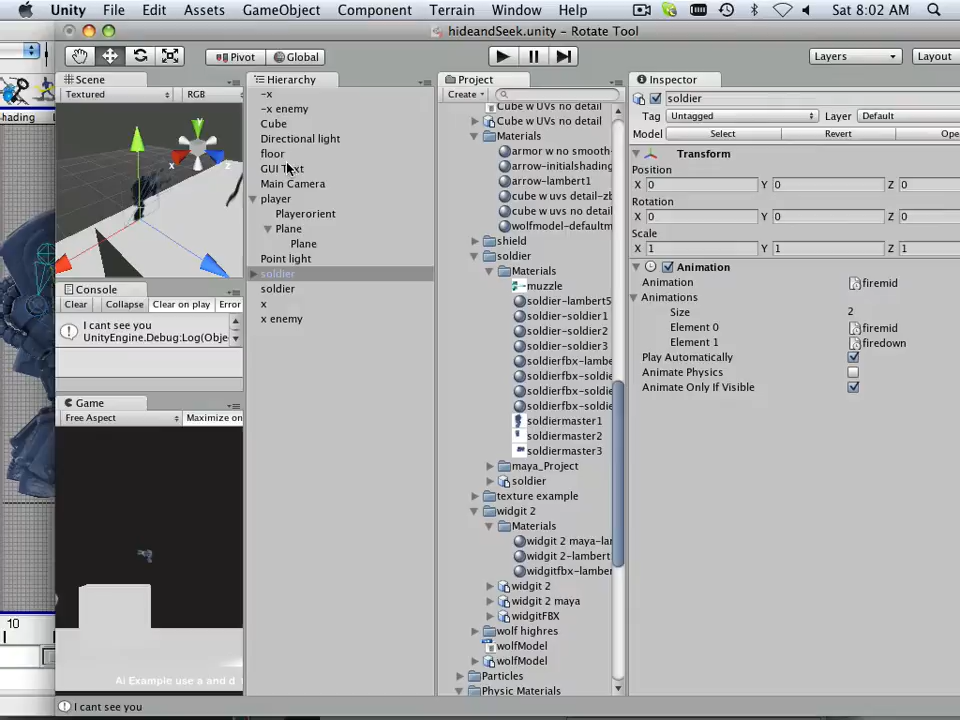 Unity File Edit Assets GameObject Component Terrain Window Help Sat 8:02 AM
hideandSeek.unity - Rotate Tool
Pivot Global Layers Layout
Scene Hierarchy Project Inspector
Textured RGB
Create
hading
-x
-x enemy
Cube
Directional light
floor
GUI Text
Main Camera
player
Playerorient
Plane
Plane
Point light
soldier
soldier
x
x enemy
Console
Clear Collapse Clear on play Error
I cant see you
UnityEngine.Debug:Log(Obje
Game
Free Aspect Maximize on
Ai Example use a and d
10
Cube w UVs no detail
Cube w UVs no detail
Materials
armor w no smooth-
arrow-initialshading
arrow-lambert1
cube w uvs detail-zb
cube w uvs no detai
wolfmodel-defaultm
shield
soldier
Materials
muzzle
soldier-lambert5
soldier-soldier1
soldier-soldier2
soldier-soldier3
soldierfbx-lambe
soldierfbx-soldie
soldierfbx-soldie
soldierfbx-soldie
soldiermaster1
soldiermaster2
soldiermaster3
maya_Project
soldier
texture example
widgit 2
Materials
widgit 2 maya-lar
widgit 2-lambert
widgitfbx-lamber
widgit 2
widgit 2 maya
widgitFBX
wolf highres
wolfModel
wolfModel
Particles
Physic Materials
soldier
Tag Untagged Layer Default
Model Select Revert Ope
Transform
Position
X 0 Y 0 Z 0
Rotation
X 0 Y 0 Z 0
Scale
X 1 Y 1 Z 1
Animation
Animation firemid
Animations
Size 2
Element 0 firemid
Element 1 firedown
Play Automatically
Animate Physics
Animate Only If Visible
I cant see you